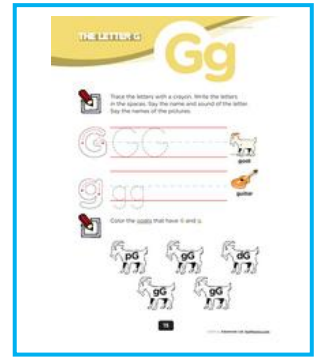 THE LETTER G
Gg
Trace the letters with a crayon. Write the letters
in the spaces. Say the name and sound of the letter.
Say the names of the pictures.
G G G
goat
g g g
guitar
Color the goats that have G and g.
pG gG dG
gG gG
15